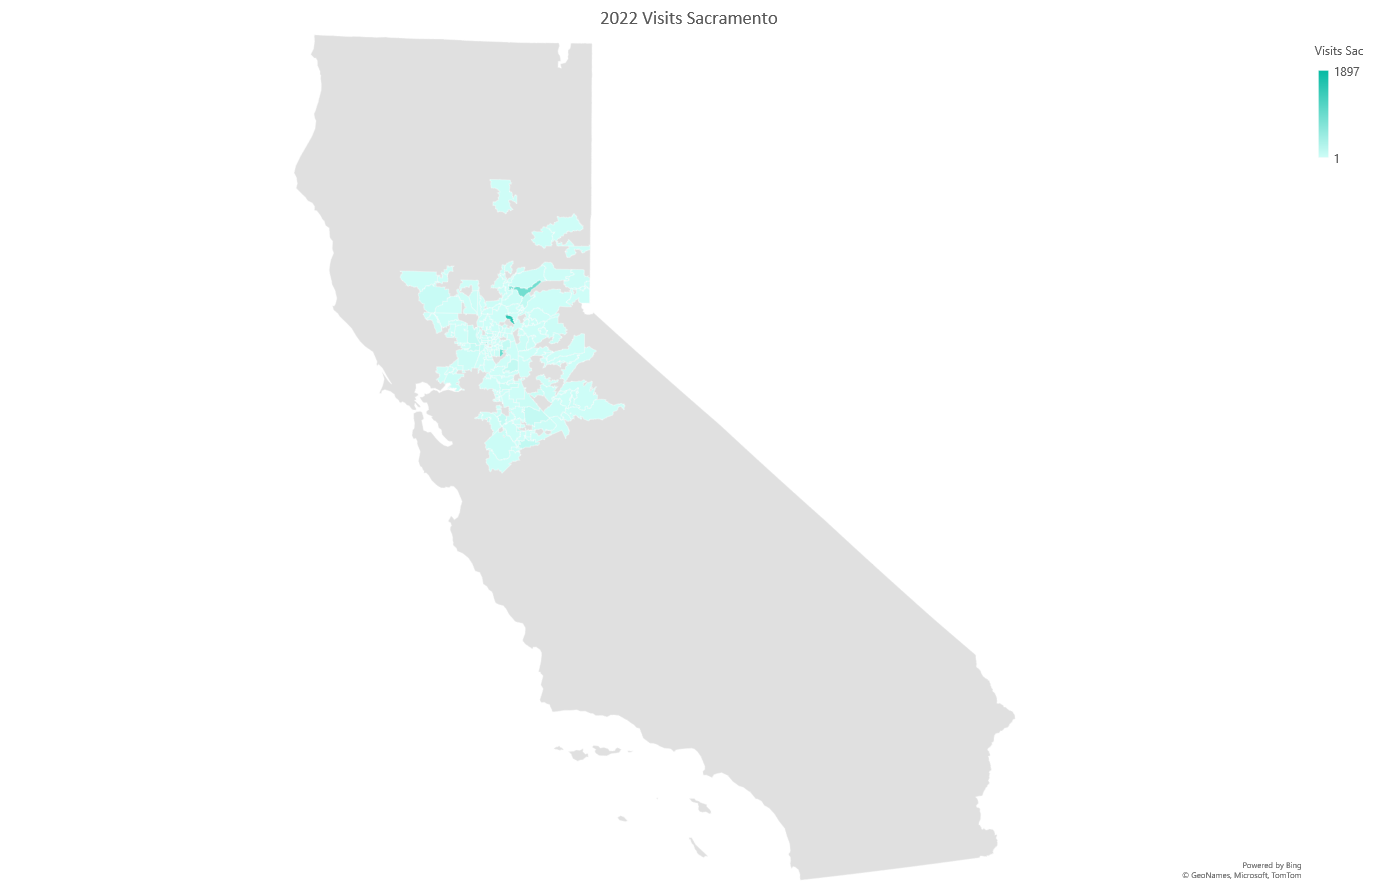 2022 Visits Sacramento
Visits Sac
1897
1
Powered by Bing
© GeoNames, Microsoft, TomTom